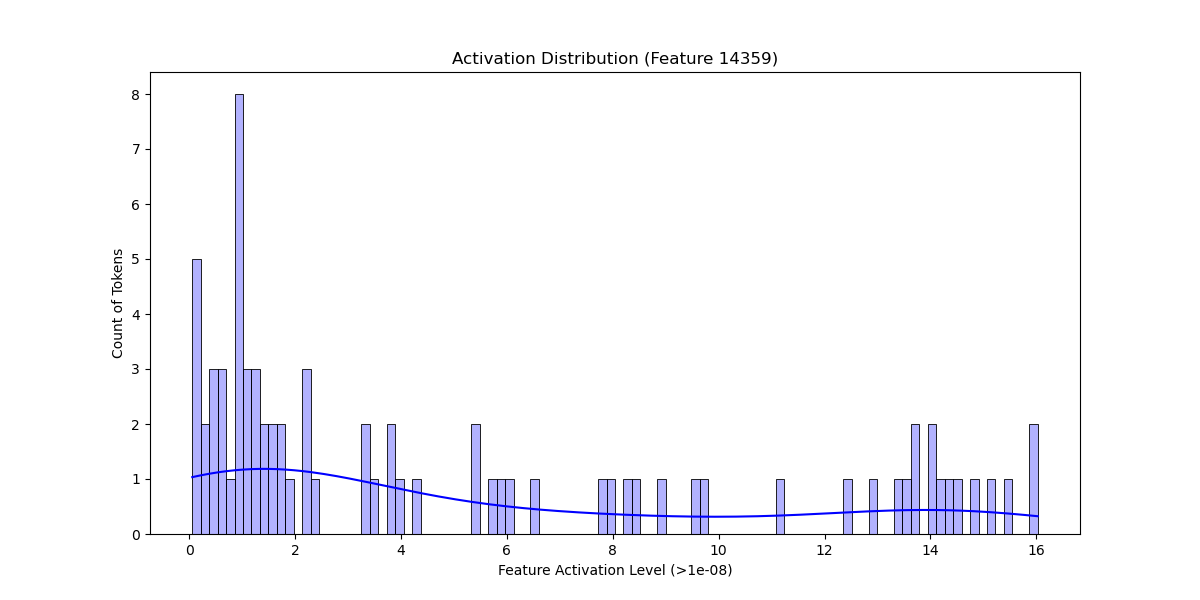 Activation Distribution (Feature 14359)
8
7
6
5
4
3
2
1
0
Count of Tokens
0 2 4 6 8 10 12 14 16
Feature Activation Level (>1e-08)